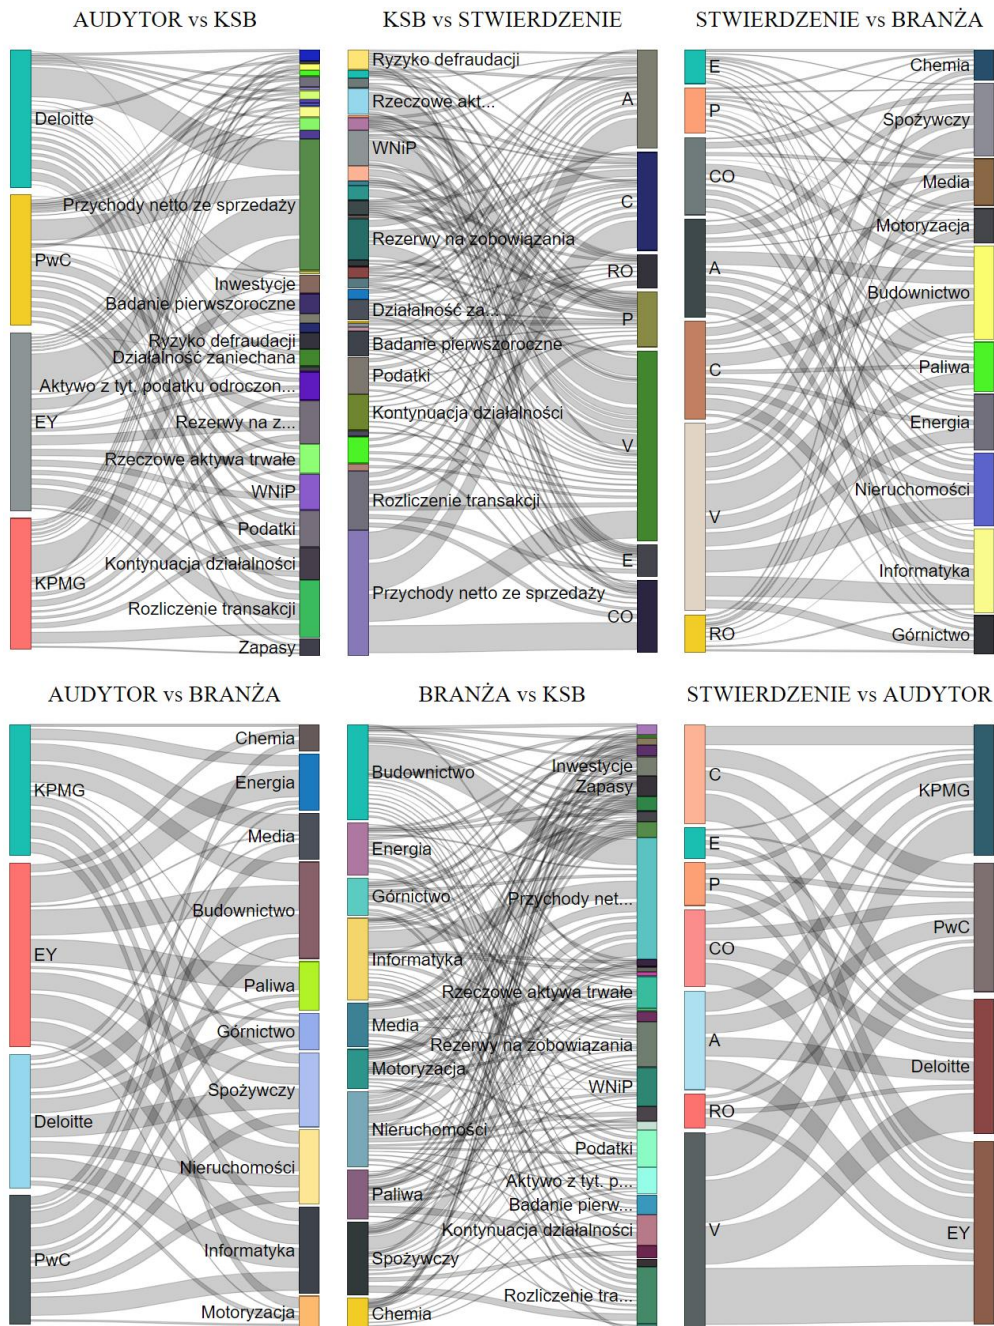 AUDYTOR vs KSB
Deloitte
PwC
EY
KPMG
Przychody netto ze sprzedaży
Inwestycje
Badanie pierwszoroczne
Ryzyko defraudacji
Działalność zaniechana
Aktywo z tyt. podatku odroczon...
Rezerwy na z...
Rzeczowe aktywa trwałe
WNiP
Podatki
Kontynuacja działalności
Rozliczenie transakcji
Zapasy
KSB vs STWIERDZENIE
Ryzyko defraudacji
Rzeczowe akt...
WNiP
Rezerwy na zobowiązania
Działalność za...
Badanie pierwszoroczne
Podatki
Kontynuacja działalności
Rozliczenie transakcji
Przychody netto ze sprzedaży
A
C
RO
P
V
E
CO
STWIERDZENIE vs BRANŻA
E
P
CO
A
C
V
RO
Chemia
Spożywczy
Media
Motoryzacja
Budownictwo
Paliwa
Energia
Nieruchomości
Informatyka
Górnictwo
AUDYTOR vs BRANŻA
KPMG
EY
Deloitte
PwC
Chemia
Energia
Media
Budownictwo
Paliwa
Górnictwo
Spożywczy
Nieruchomości
Informatyka
Motoryzacja
BRANŻA vs KSB
Budownictwo
Energia
Górnictwo
Informatyka
Media
Motoryzacja
Nieruchomości
Paliwa
Spożywczy
Chemia
Inwestycje
Zapasy
Przychody net...
Rzeczowe aktywa trwałe
Rezerwy na zobowiązania
WNiP
Podatki
Aktywo z tyt. p...
Badanie pierw...
Kontynuacja działalności
Rozliczenie tra...
STWIERDZENIE vs AUDYTOR
C
E
P
CO
A
RO
V
KPMG
PwC
Deloitte
EY